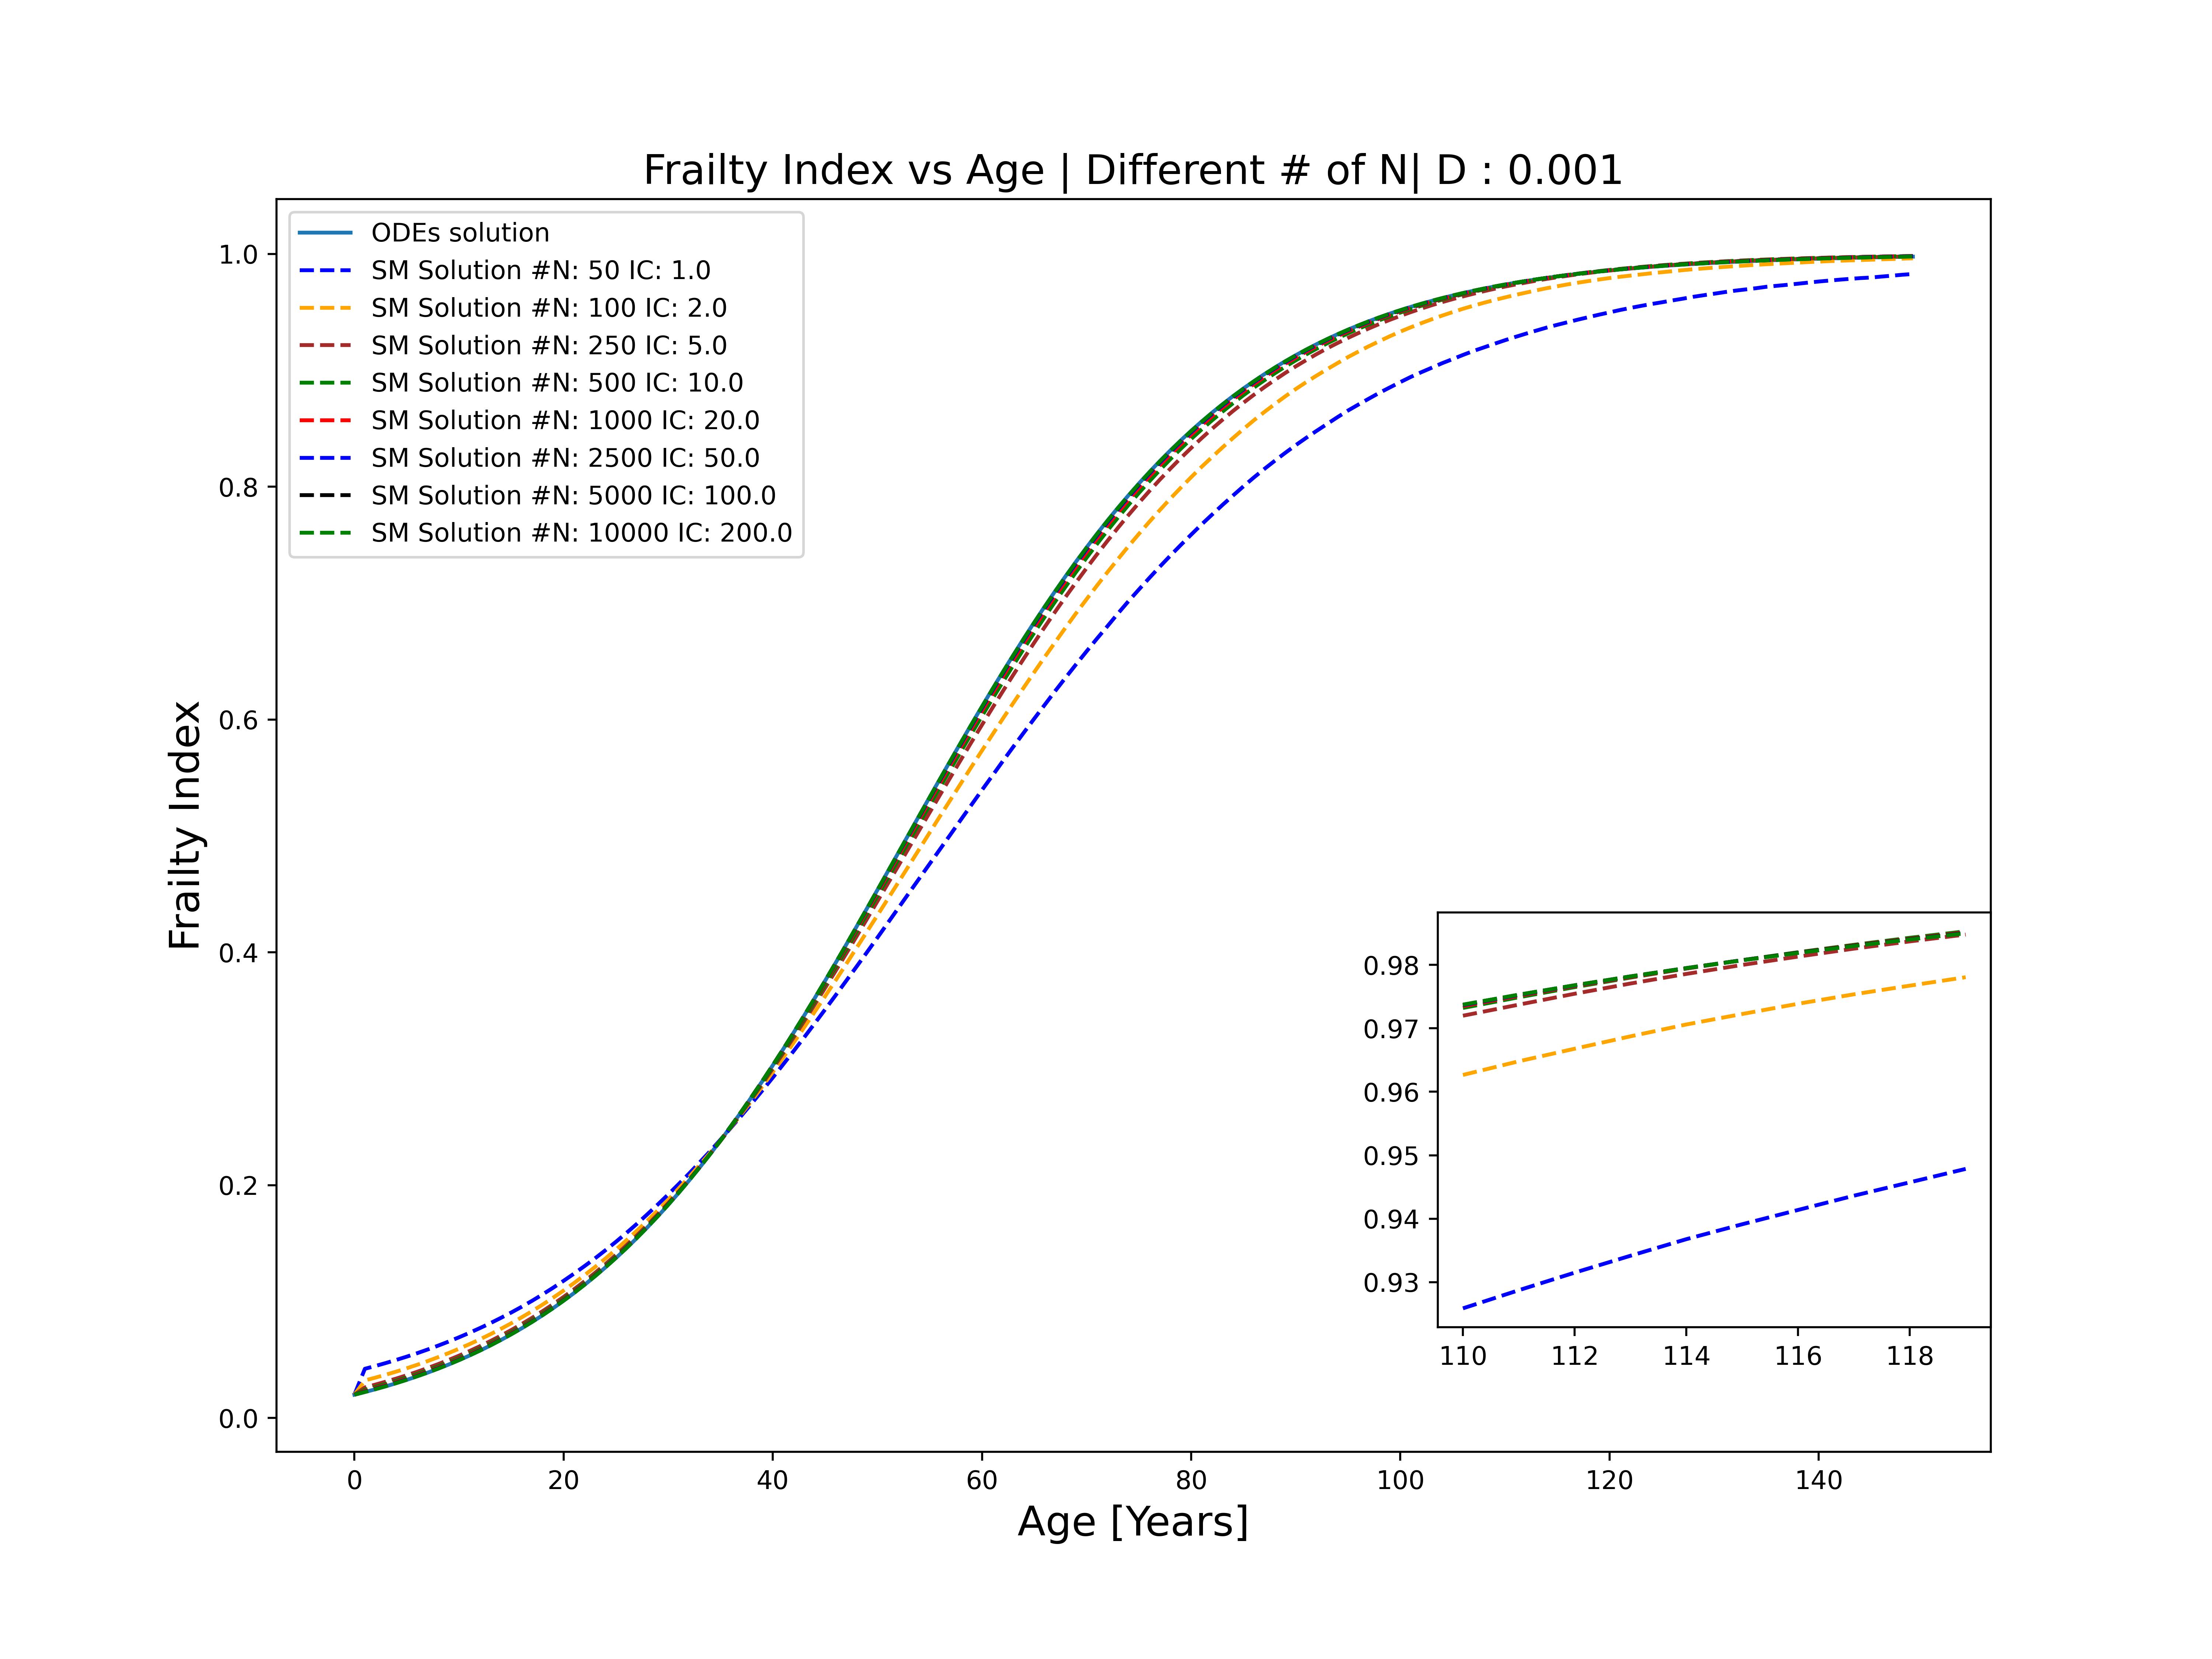 Frailty Index vs Age | Different # of N| D : 0.001
ODEs solution
SM Solution #N: 50 IC: 1.0
SM Solution #N: 100 IC: 2.0
SM Solution #N: 250 IC: 5.0
SM Solution #N: 500 IC: 10.0
SM Solution #N: 1000 IC: 20.0
SM Solution #N: 2500 IC: 50.0
SM Solution #N: 5000 IC: 100.0
SM Solution #N: 10000 IC: 200.0
1.0
0.8
0.6
0.4
0.2
0.0
Frailty Index
0.98
0.97
0.96
0.95
0.94
0.93
110 112 114 116 118
0 20 40 60 80 100 120 140
Age [Years]